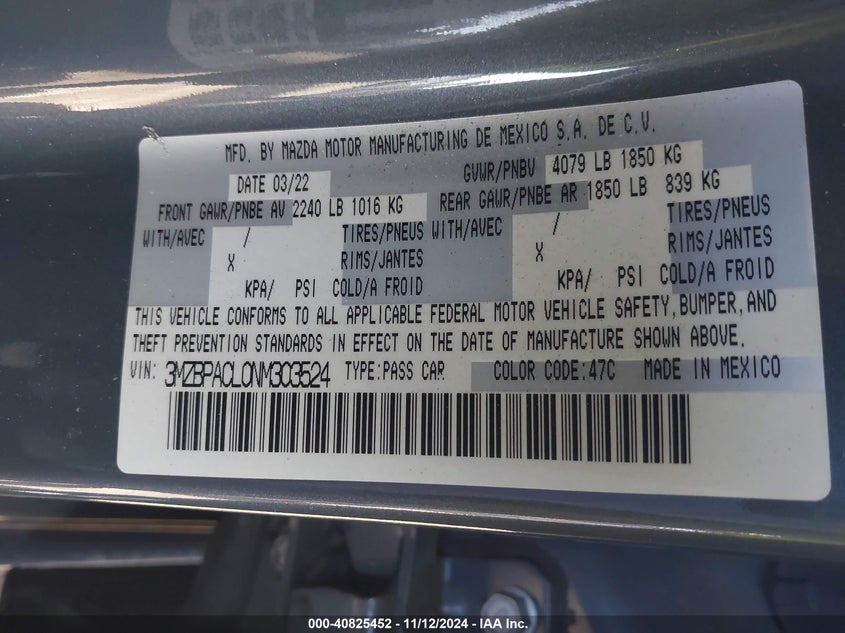 MFD. BY MAZDA MOTOR MANUFACTURING DE MEXICO S.A. DE C.V.
DATE 03/22 GVWR/PNBV 4079 LB 1850 KG
FRONT GAWR/PNBE AV 2240 LB 1016 KG REAR GAWR/PNBE AR 1850 LB 839 KG
WITH/AVEC / TIRES/PNEUS WITH/AVEC / TIRES/PNEUS
X RIMS/JANTES X RIMS/JANTES
KPA/ PSI COLD/A FROID KPA/ PSI COLD/A FROID
THIS VEHICLE CONFORMS TO ALL APPLICABLE FEDERAL MOTOR VEHICLE SAFETY, BUMPER, AND
THEFT PREVENTION STANDARDS IN EFFECT ON THE DATE OF MANUFACTURE SHOWN ABOVE.
VIN: 3MZBPACL0NM303524 TYPE:PASS CAR COLOR CODE:47C MADE IN MEXICO
000-40825452 - 11/12/2024 - IAA Inc.